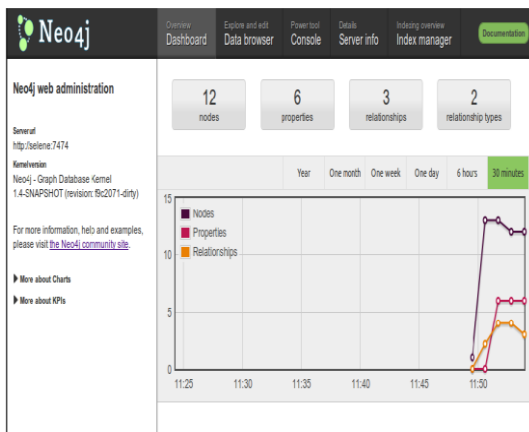 Neo4j
Overview
Dashboard
Explore and edit
Data browser
Power tool
Console
Details
Server info
Indexing overview
Index manager
Documentation
Neo4j web administration
Server url
http://selene:7474
Kernel version
Neo4j - Graph Database Kernel
1.4-SNAPSHOT (revision: f9c2071-dirty)
For more information, help and examples,
please visit the Neo4j community site.
More about Charts
More about KPIs
12
nodes
6
properties
3
relationships
2
relationship types
Year
One month
One week
One day
6 hours
30 minutes
15
10
5
0
Nodes
Properties
Relationships
11:25
11:30
11:35
11:40
11:45
11:50